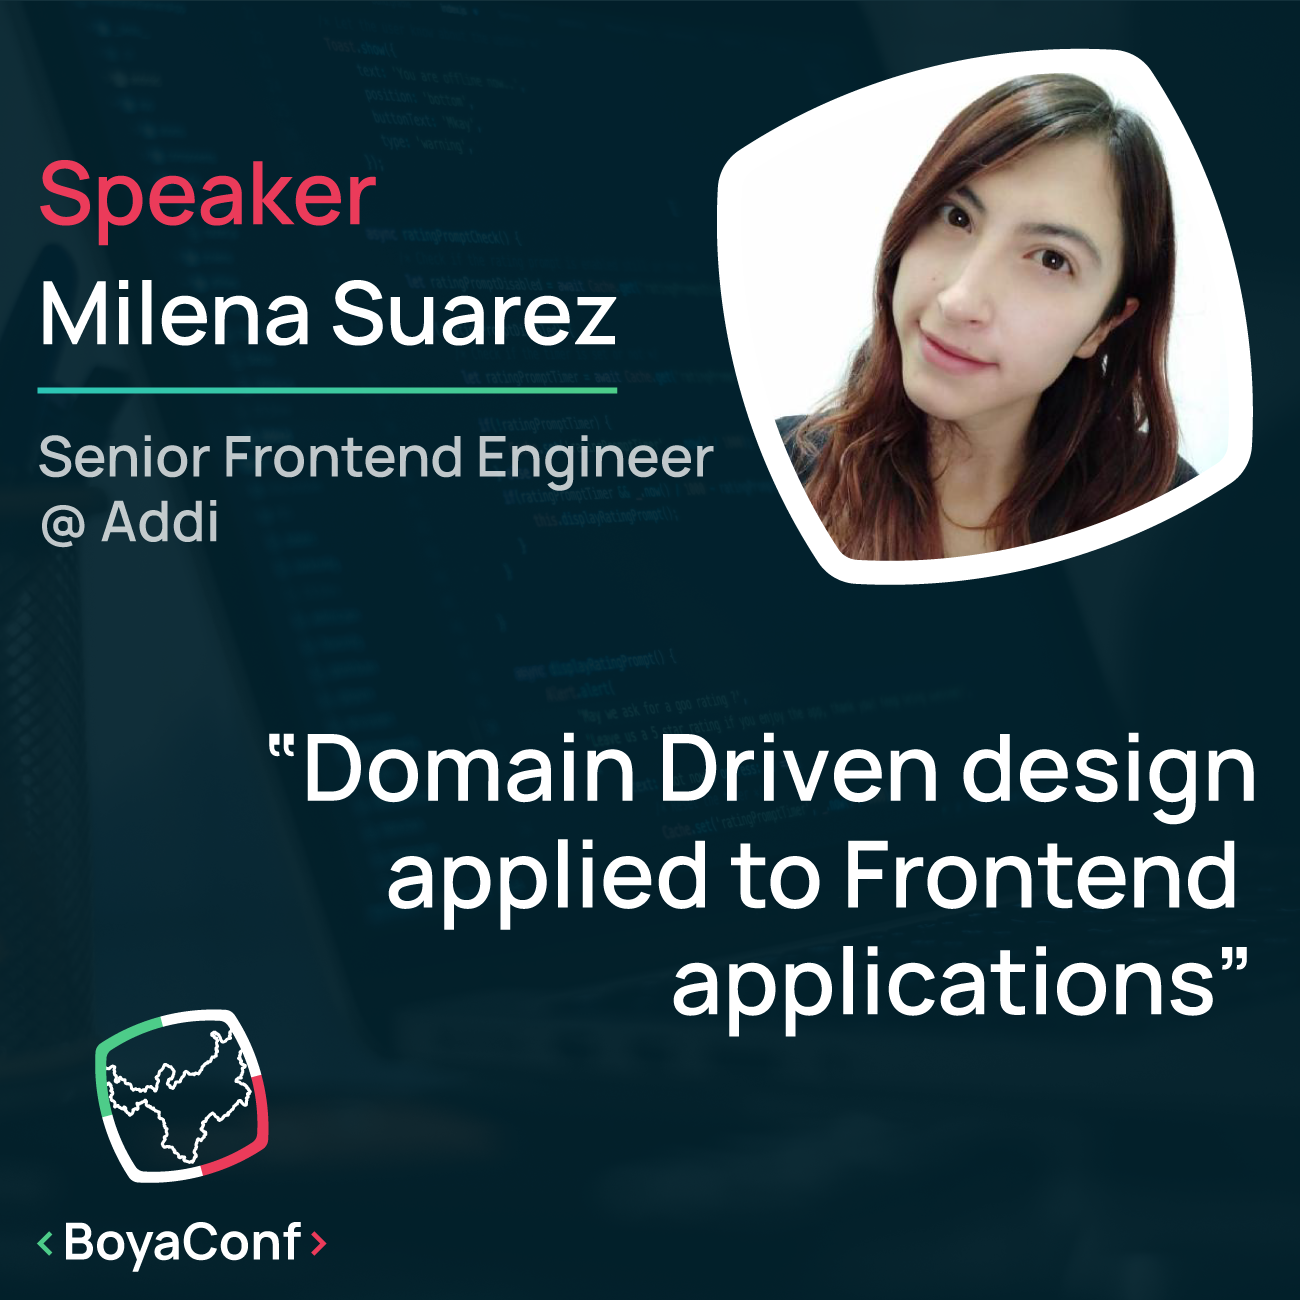 Speaker
Milena Suarez
Senior Frontend Engineer
@ Addi
“Domain Driven design
applied to Frontend
applications”
<BoyaConf>